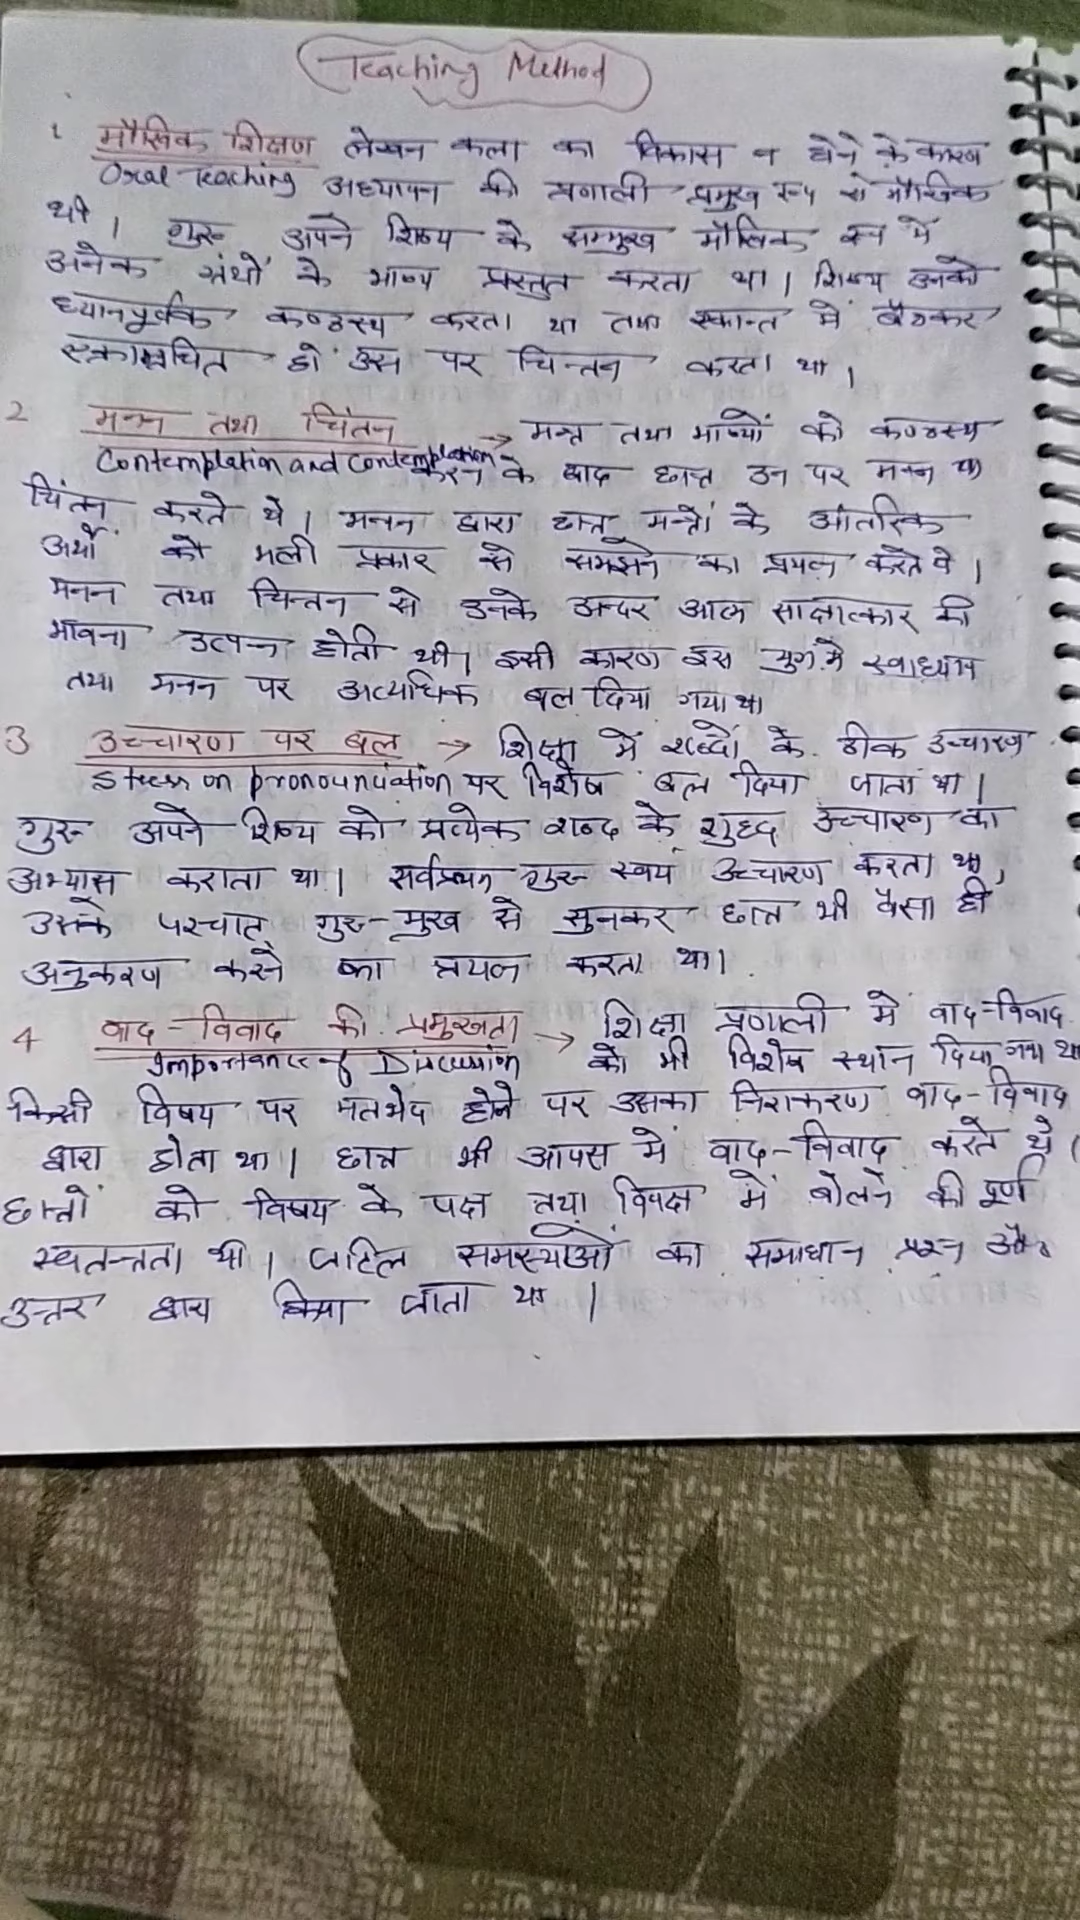 Teaching Method
1 मौखिक शिक्षण लेखन कला का विकास न होने के कारण
Oral Teaching अध्यापन की प्रणाली प्रमुख रूप से मौखिक
थी। गुरू अपने शिष्य के सम्मुख मौखिक रूप में
अनेक ग्रंथों के भाष्य प्रस्तुत करता था। शिष्य उनको
ध्यानपूर्वक कण्ठस्थ करता था तथा एकान्त में बैठकर
एकाग्रचित हो उस पर चिन्तन करता था।
2 मनन तथा चिंतन → मन्त्र तथा भाष्यों को कण्ठस्थ
Contemplation and contemplation करने के बाद छात्र उन पर मनन व
चिंतन करते थे। मनन द्वारा छात्र मन्त्रों के आंतरिक
अर्थों को भली प्रकार से समझने का प्रयत्न करते थे।
मनन तथा चिन्तन से उनके अन्दर आत्म साक्षात्कार की
भावना उत्पन्न होती थी। इसी कारण इस युग में स्वाध्याय
तथा मनन पर अत्यधिक बल दिया गया था
3 उच्चारण पर बल → शिक्षा में शब्दों के ठीक उच्चारण
Stress on pronounuciation पर विशेष बल दिया जाता था।
गुरू अपने शिष्य को प्रत्येक शब्द के शुद्ध उच्चारण का
अभ्यास कराता था। सर्वप्रथम गुरू स्वयं उच्चारण करता था,
उसके पश्चात् गुरू-मुख से सुनकर छात्र भी वैसा ही
अनुकरण करने का प्रयत्न करता था।
4 वाद-विवाद की प्रमुखता → शिक्षा प्रणाली में वाद-विवाद
Importance of Discussion को भी विशेष स्थान दिया गया था
किसी विषय पर मतभेद होने पर उसका निराकरण वाद-विवाद
द्वारा होता था। छात्र भी आपस में वाद-विवाद करते थे।
छात्रों को विषय के पक्ष तथा विपक्ष में बोलने की पूर्ण
स्वतन्त्रता थी। जटिल समस्याओं का समाधान प्रश्न और
उत्तर द्वारा किया जाता था।